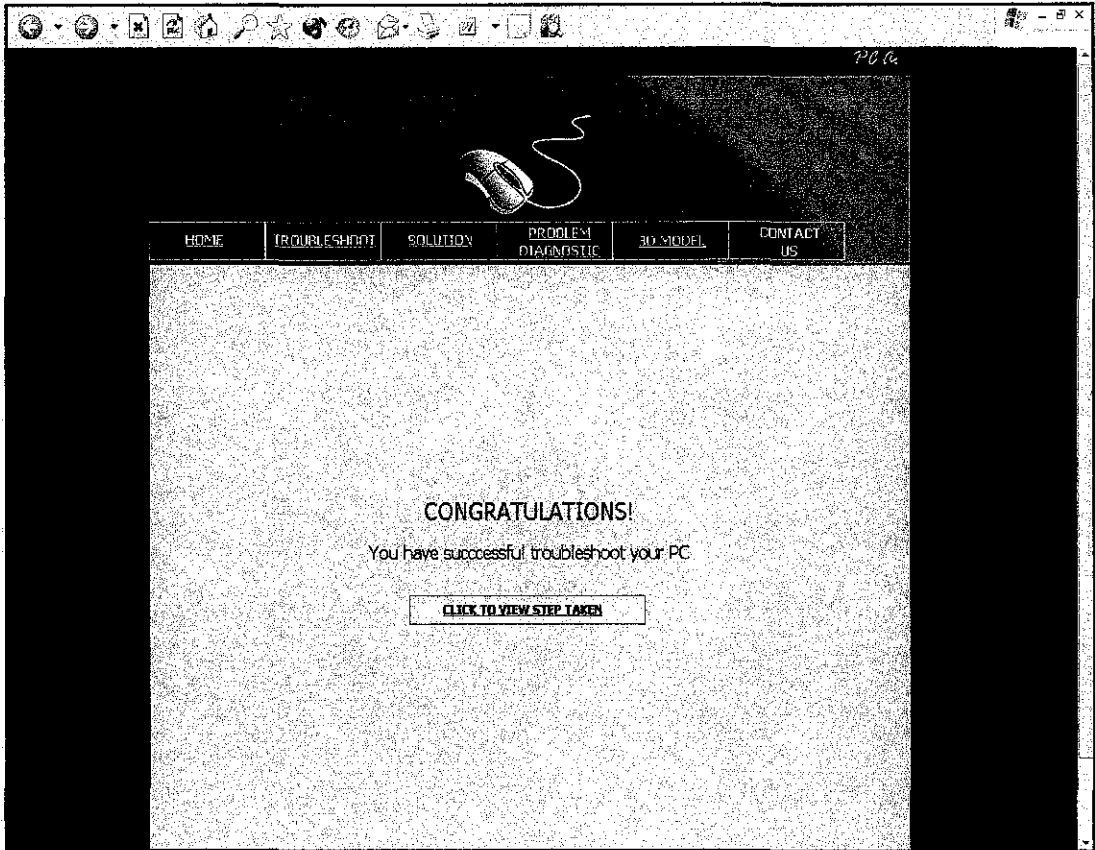 HOME
TROUBLESHOOT
SOLUTION
PROBLEM
DIAGNOSTIC
3D MODEL
CONTACT
US
CONGRATULATIONS!
You have succcessful troubleshoot your PC
CLICK TO VIEW STEP TAKEN